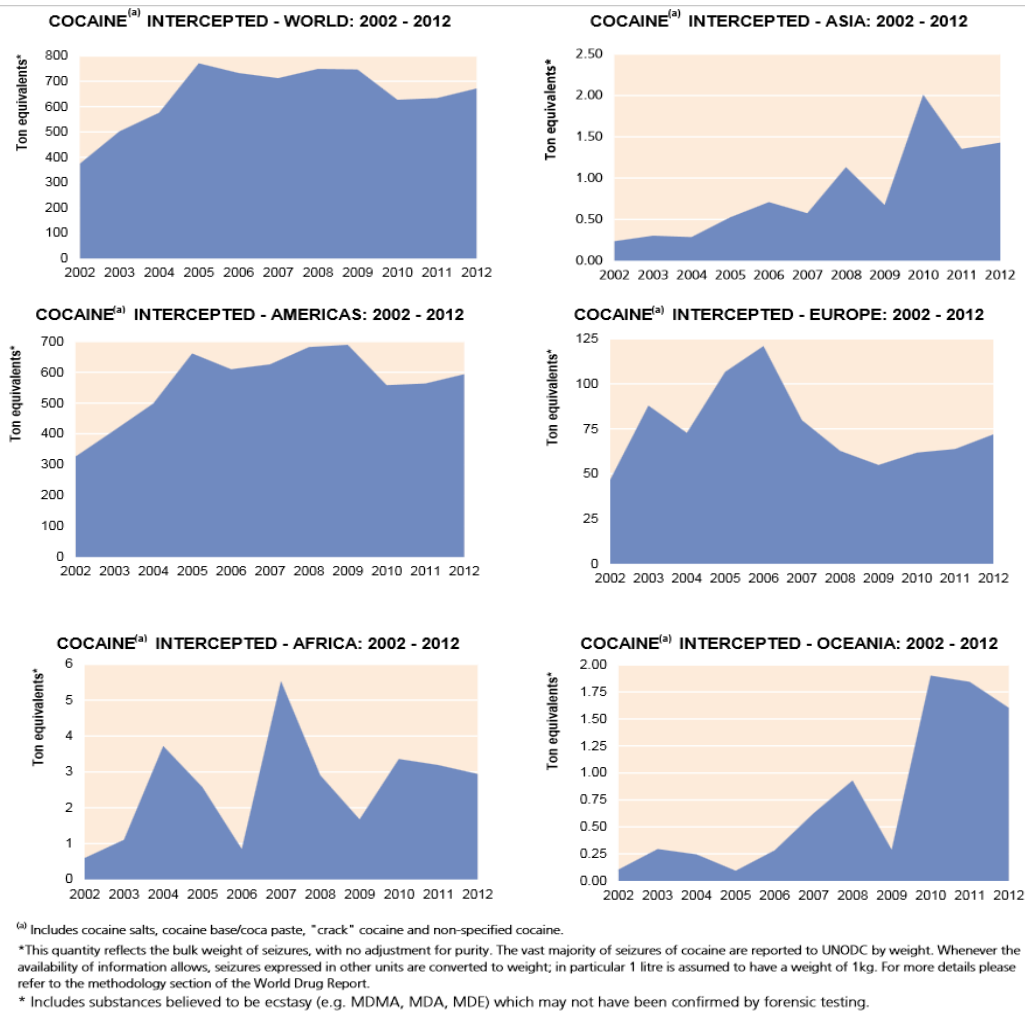 COCAINE(a) INTERCEPTED - WORLD: 2002 - 2012
Ton equivalents*
800
700
600
500
400
300
200
100
0
2002 2003 2004 2005 2006 2007 2008 2009 2010 2011 2012
COCAINE(a) INTERCEPTED - ASIA: 2002 - 2012
Ton equivalents*
2.50
2.00
1.50
1.00
0.50
0.00
2002 2003 2004 2005 2006 2007 2008 2009 2010 2011 2012
COCAINE(a) INTERCEPTED - AMERICAS: 2002 - 2012
Ton equivalents*
700
600
500
400
300
200
100
0
2002 2003 2004 2005 2006 2007 2008 2009 2010 2011 2012
COCAINE(a) INTERCEPTED - EUROPE: 2002 - 2012
Ton equivalents*
125
100
75
50
25
0
2002 2003 2004 2005 2006 2007 2008 2009 2010 2011 2012
COCAINE(a) INTERCEPTED - AFRICA: 2002 - 2012
Ton equivalents*
6
5
4
3
2
1
0
2002 2003 2004 2005 2006 2007 2008 2009 2010 2011 2012
COCAINE(a) INTERCEPTED - OCEANIA: 2002 - 2012
Ton equivalents*
2.00
1.75
1.50
1.25
1.00
0.75
0.50
0.25
0.00
2002 2003 2004 2005 2006 2007 2008 2009 2010 2011 2012
(a) Includes cocaine salts, cocaine base/coca paste, "crack" cocaine and non-specified cocaine.
*This quantity reflects the bulk weight of seizures, with no adjustment for purity. The vast majority of seizures of cocaine are reported to UNODC by weight. Whenever the
availability of information allows, seizures expressed in other units are converted to weight; in particular 1 litre is assumed to have a weight of 1kg. For more details please
refer to the methodology section of the World Drug Report.
* Includes substances believed to be ecstasy (e.g. MDMA, MDA, MDE) which may not have been confirmed by forensic testing.